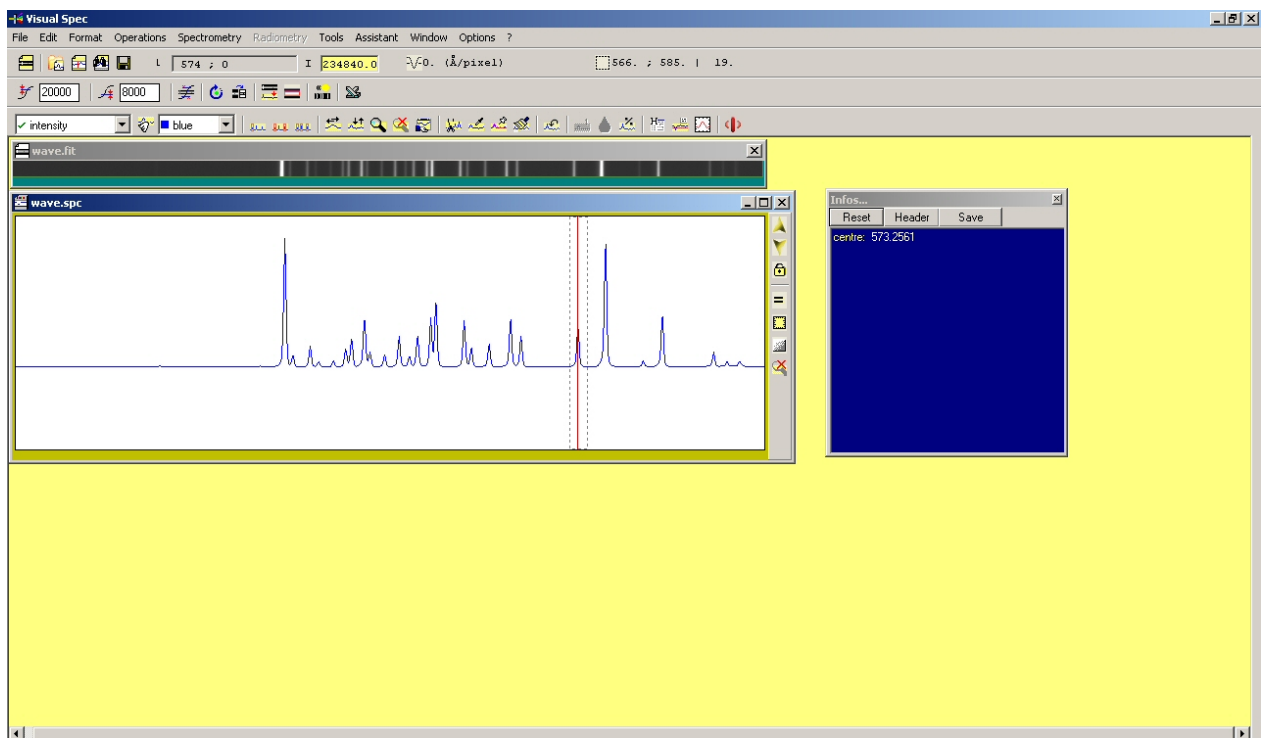 Visual Spec
File Edit Format Operations Spectrometry Radiometry Tools Assistant Window Options ?
L 574 ; 0 I 234840.0 0. (Å/pixel) 566. ; 585. | 19.
20000 8000
intensity blue
wave.fit
wave.spc
Infos...
Reset Header Save
centre: 573.2561